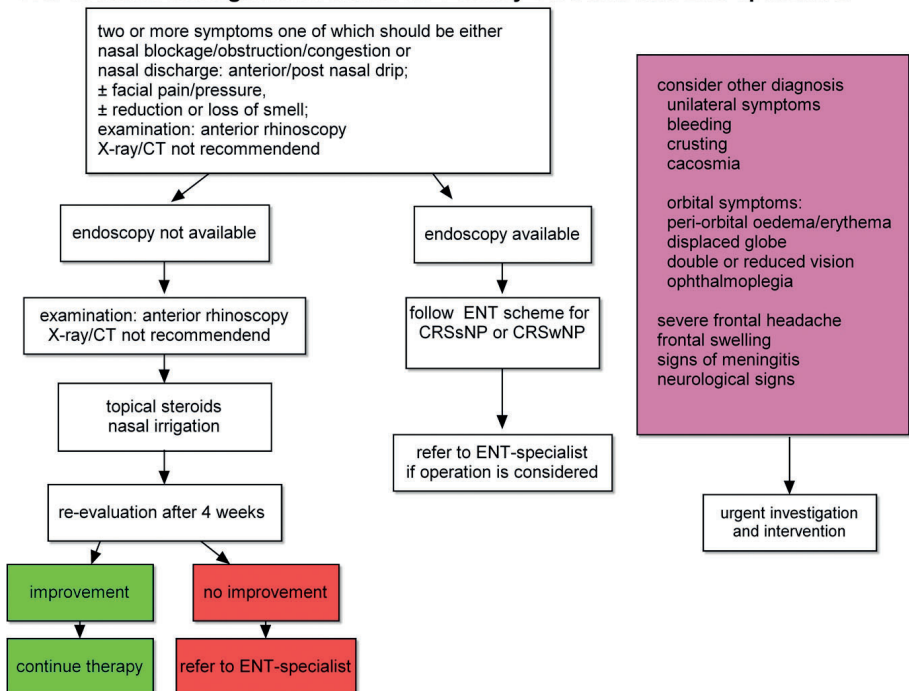 two or more symptoms one of which should be either
nasal blockage/obstruction/congestion or
nasal discharge: anterior/post nasal drip;
± facial pain/pressure,
± reduction or loss of smell;
examination: anterior rhinoscopy
X-ray/CT not recommendend
endoscopy not available
examination: anterior rhinoscopy
X-ray/CT not recommendend
topical steroids
nasal irrigation
re-evaluation after 4 weeks
improvement
continue therapy
no improvement
refer to ENT-specialist
endoscopy available
follow ENT scheme for
CRSsNP or CRSwNP
refer to ENT-specialist
if operation is considered
consider other diagnosis
unilateral symptoms
bleeding
crusting
cacosmia
orbital symptoms:
peri-orbital oedema/erythema
displaced globe
double or reduced vision
ophthalmoplegia
severe frontal headache
frontal swelling
signs of meningitis
neurological signs
urgent investigation
and intervention